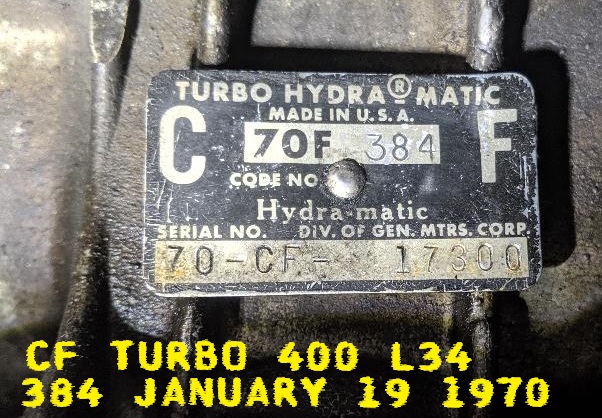 TURBO HYDRA® MATIC
MADE IN U.S.A.
C 70F 384 F
CODE NO
Hydra-matic
SERIAL NO. DIV. OF GEN. MTRS. CORP.
70-CF- 17300
CF TURBO 400 L34
384 JANUARY 19 1970